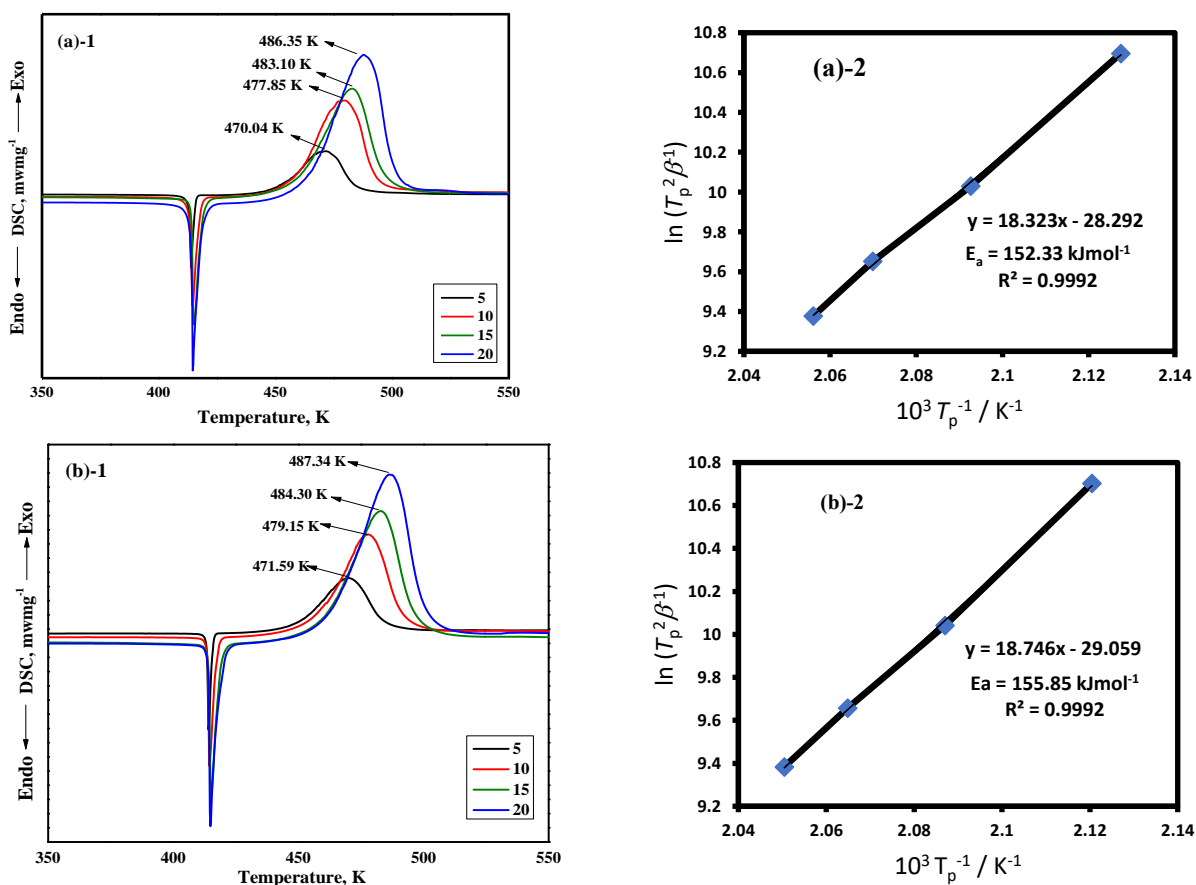 (a)-1
486.35 K
483.10 K
477.85 K
470.04 K
Endo ← DSC, mwmg⁻¹ → Exo
5
10
15
20
350 400 450 500 550
Temperature, K
(a)-2
10.8
10.6
10.4
10.2
10
9.8
9.6
9.4
9.2
ln (Tp²β⁻¹)
y = 18.323x - 28.292
Ea = 152.33 kJmol⁻¹
R² = 0.9992
2.04 2.06 2.08 2.1 2.12 2.14
10³ Tp⁻¹ / K⁻¹
(b)-1
487.34 K
484.30 K
479.15 K
471.59 K
Endo ← DSC, mwmg⁻¹ → Exo
5
10
15
20
350 400 450 500 550
Temperature, K
(b)-2
10.8
10.6
10.4
10.2
10
9.8
9.6
9.4
9.2
ln (Tp²β⁻¹)
y = 18.746x - 29.059
Ea = 155.85 kJmol⁻¹
R² = 0.9992
2.04 2.06 2.08 2.1 2.12 2.14
10³ Tp⁻¹ / K⁻¹